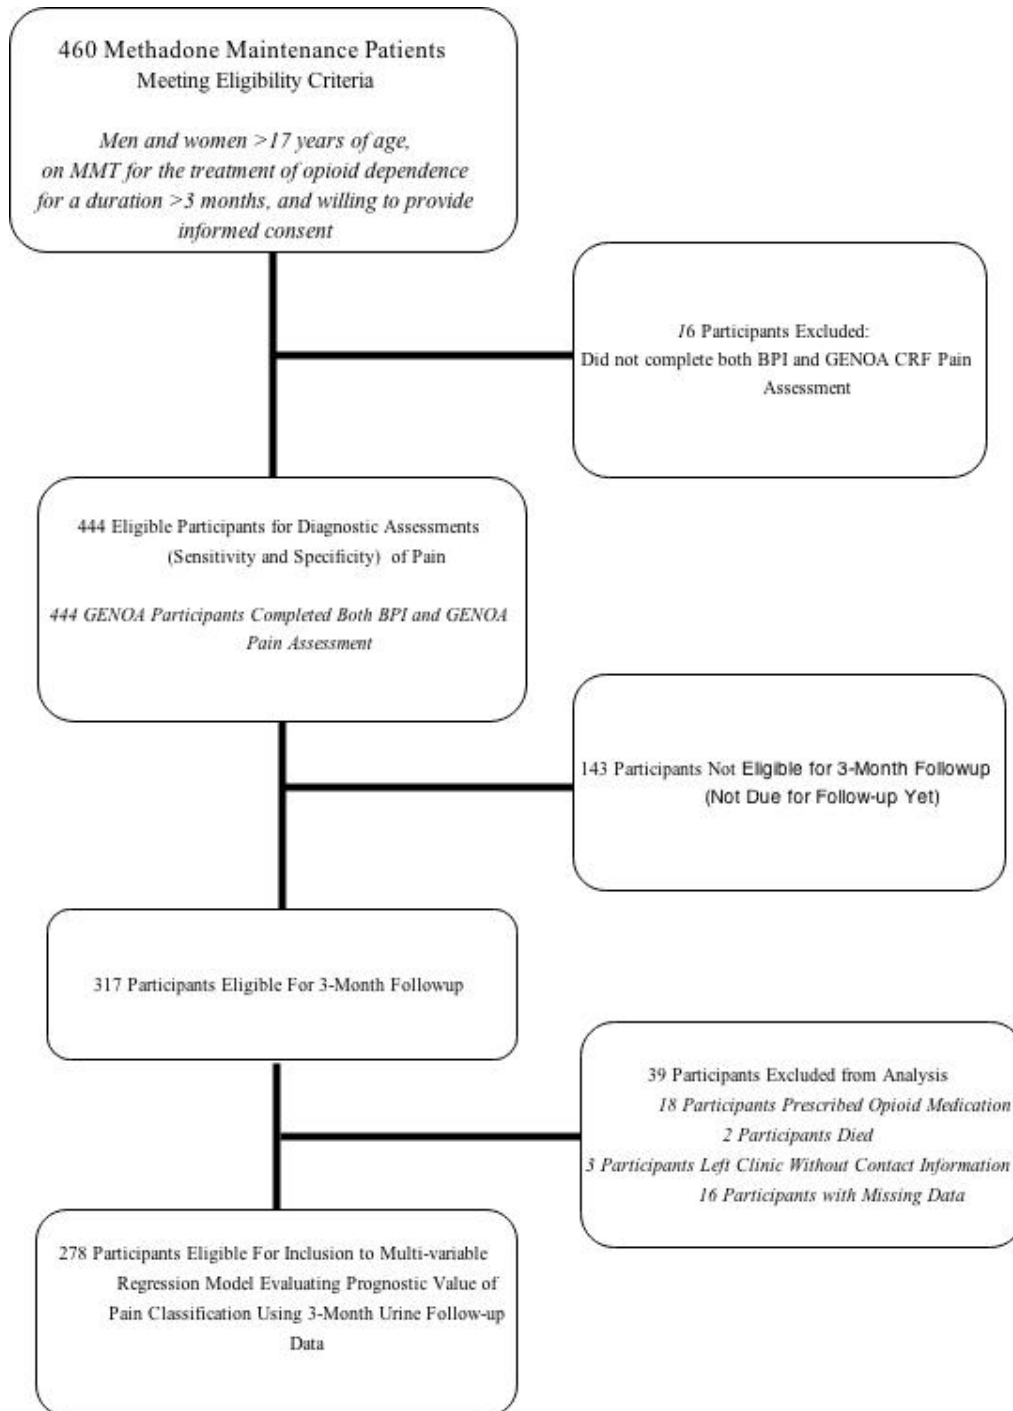 460 Methadone Maintenance Patients
Meeting Eligibility Criteria
Men and women >17 years of age,
on MMT for the treatment of opioid dependence
for a duration >3 months, and willing to provide
informed consent
16 Participants Excluded:
Did not complete both BPI and GENOA CRF Pain
Assessment
444 Eligible Participants for Diagnostic Assessments
(Sensitivity and Specificity) of Pain
444 GENOA Participants Completed Both BPI and GENOA
Pain Assessment
143 Participants Not Eligible for 3-Month Followup
(Not Due for Follow-up Yet)
317 Participants Eligible For 3-Month Followup
39 Participants Excluded from Analysis
18 Participants Prescribed Opioid Medication
2 Participants Died
3 Participants Left Clinic Without Contact Information
16 Participants with Missing Data
278 Participants Eligible For Inclusion to Multi-variable
Regression Model Evaluating Prognostic Value of
Pain Classification Using 3-Month Urine Follow-up
Data